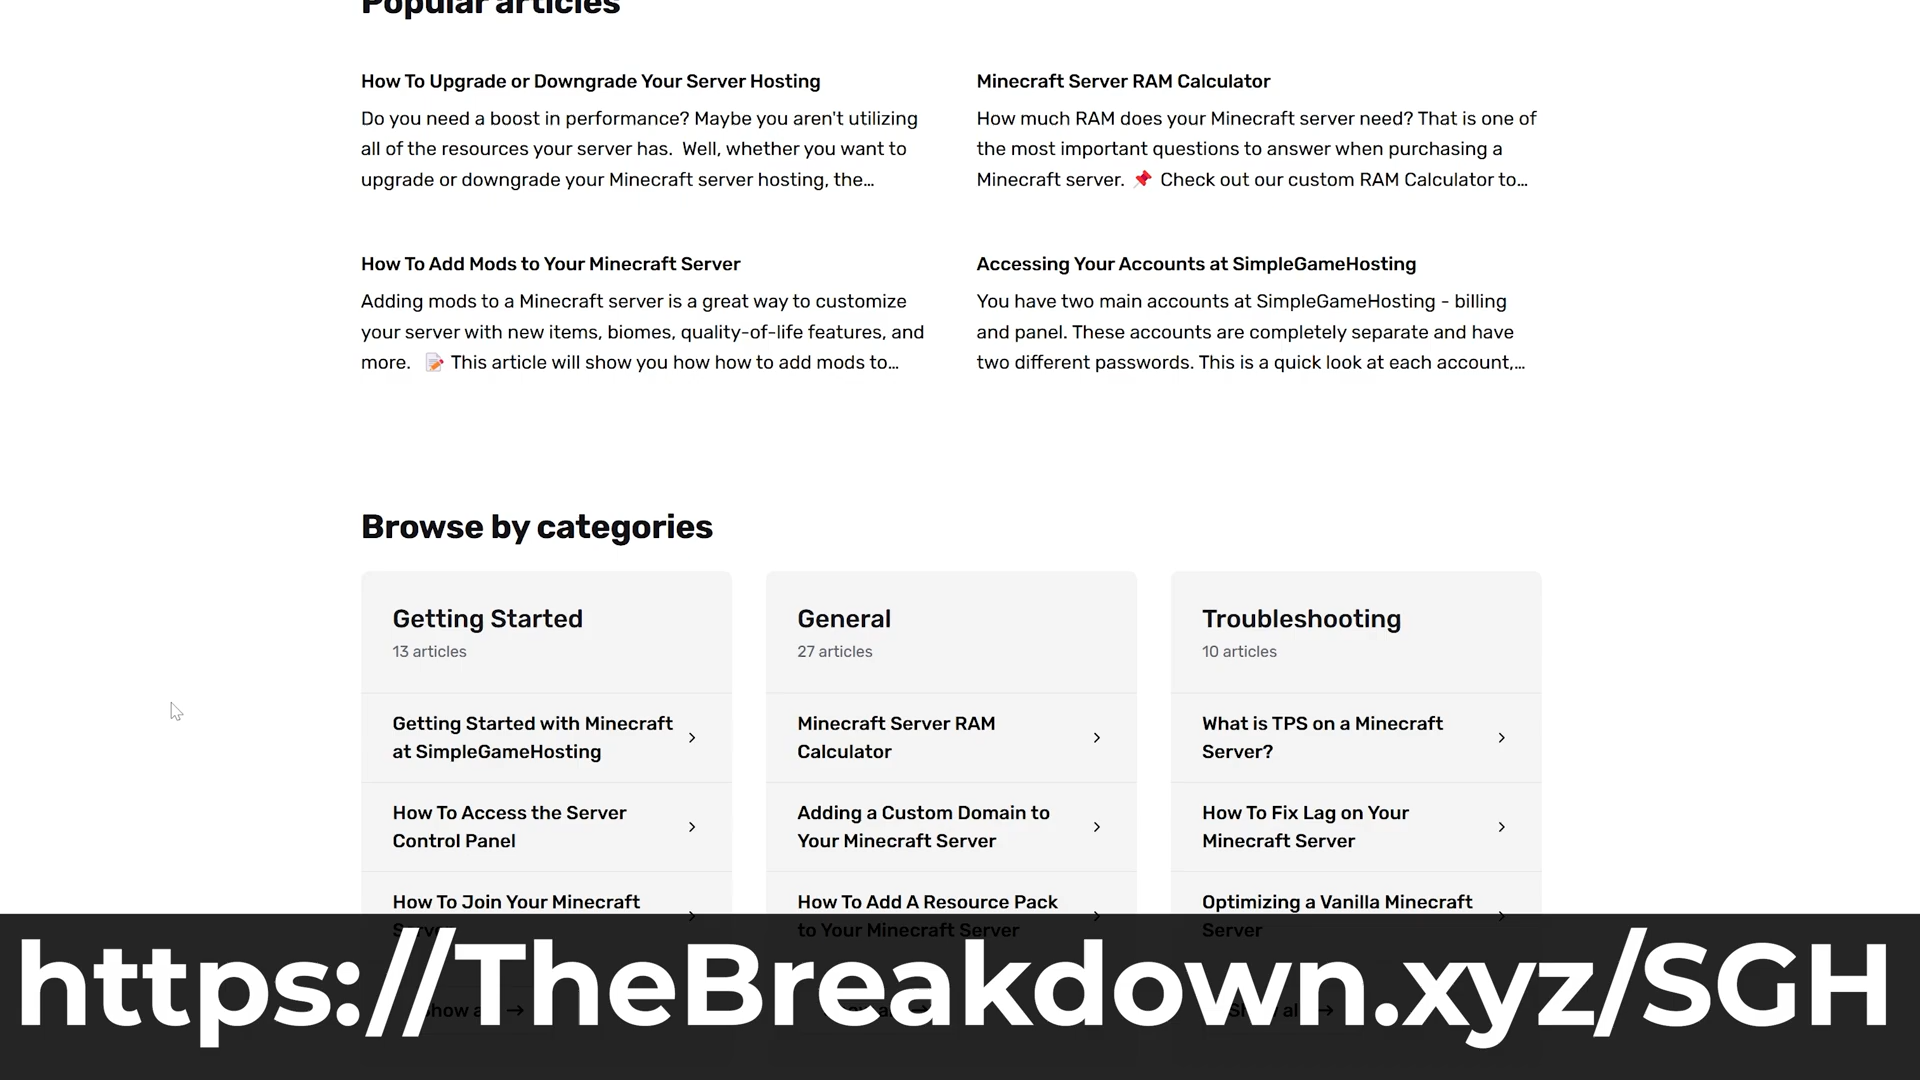 Popular articles
How To Upgrade or Downgrade Your Server Hosting
Do you need a boost in performance? Maybe you aren't utilizing
all of the resources your server has.  Well, whether you want to
upgrade or downgrade your Minecraft server hosting, the...
Minecraft Server RAM Calculator
How much RAM does your Minecraft server need? That is one of
the most important questions to answer when purchasing a
Minecraft server. 📌 Check out our custom RAM Calculator to...
How To Add Mods to Your Minecraft Server
Adding mods to a Minecraft server is a great way to customize
your server with new items, biomes, quality-of-life features, and
more. 📝 This article will show you how how to add mods to...
Accessing Your Accounts at SimpleGameHosting
You have two main accounts at SimpleGameHosting - billing
and panel. These accounts are completely separate and have
two different passwords. This is a quick look at each account,...
Browse by categories
Getting Started
13 articles
Getting Started with Minecraft
at SimpleGameHosting
How To Access the Server
Control Panel
How To Join Your Minecraft
Server
General
27 articles
Minecraft Server RAM
Calculator
Adding a Custom Domain to
Your Minecraft Server
How To Add A Resource Pack
to Your Minecraft Server
Troubleshooting
10 articles
What is TPS on a Minecraft
Server?
How To Fix Lag on Your
Minecraft Server
Optimizing a Vanilla Minecraft
Server
https://TheBreakdown.xyz/SGH